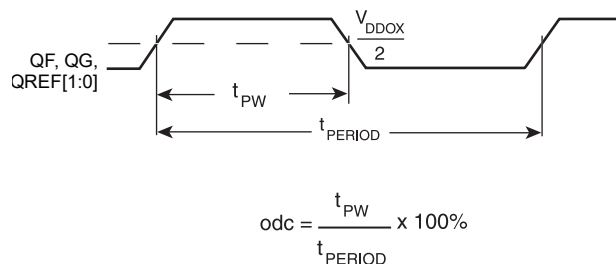 V_DDOX
2
QF, QG,
QREF[1:0]
t_PW
t_PERIOD
odc = t_PW / t_PERIOD x 100%